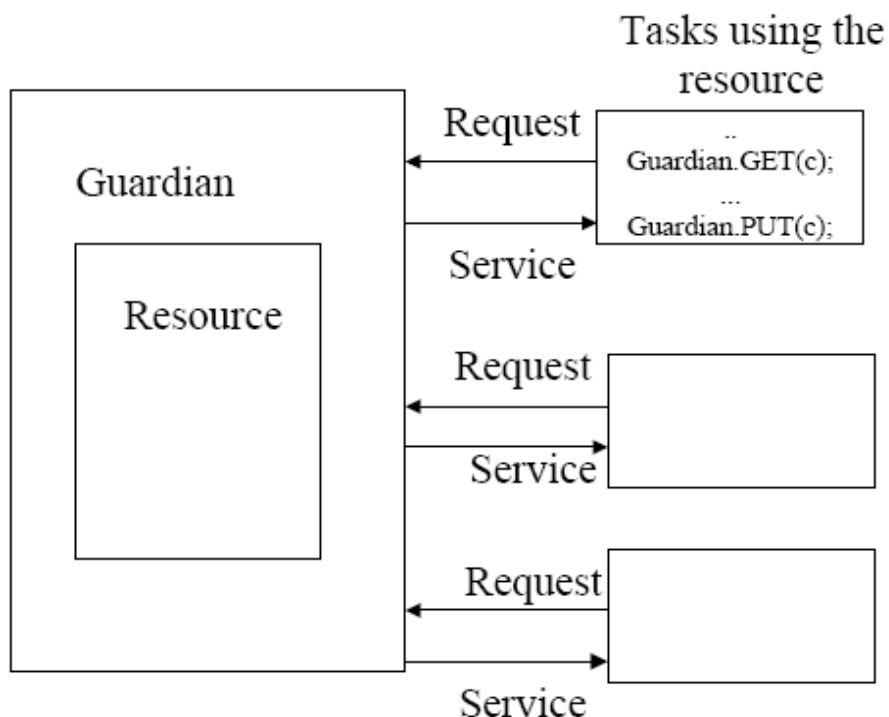 Tasks using the
resource
Request
..
Guardian.GET(c);
...
Guardian.PUT(c);
Guardian
Service
Resource
Request
Service
Request
Service